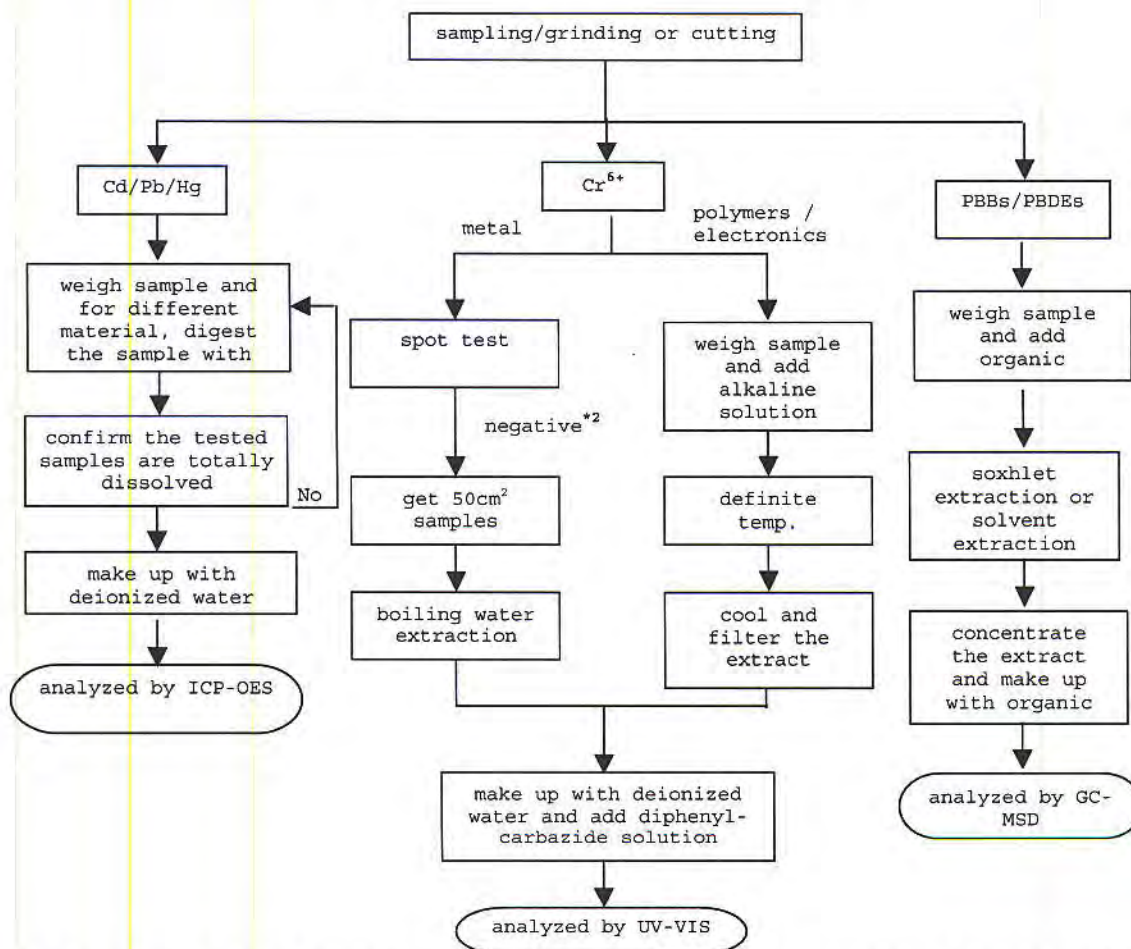 sampling/grinding or cutting
Cd/Pb/Hg
weigh sample and
for different
material, digest
the sample with
confirm the tested
samples are totally
dissolved
No
make up with
deionized water
analyzed by ICP-OES
Cr⁶⁺
metal
polymers /
electronics
spot test
negative*²
get 50cm²
samples
boiling water
extraction
weigh sample
and add
alkaline
solution
definite
temp.
cool and
filter the
extract
make up with deionized
water and add diphenyl-
carbazide solution
analyzed by UV-VIS
PBBs/PBDEs
weigh sample
and add
organic
soxhlet
extraction or
solvent
extraction
concentrate
the extract
and make up
with organic
analyzed by GC-
MSD